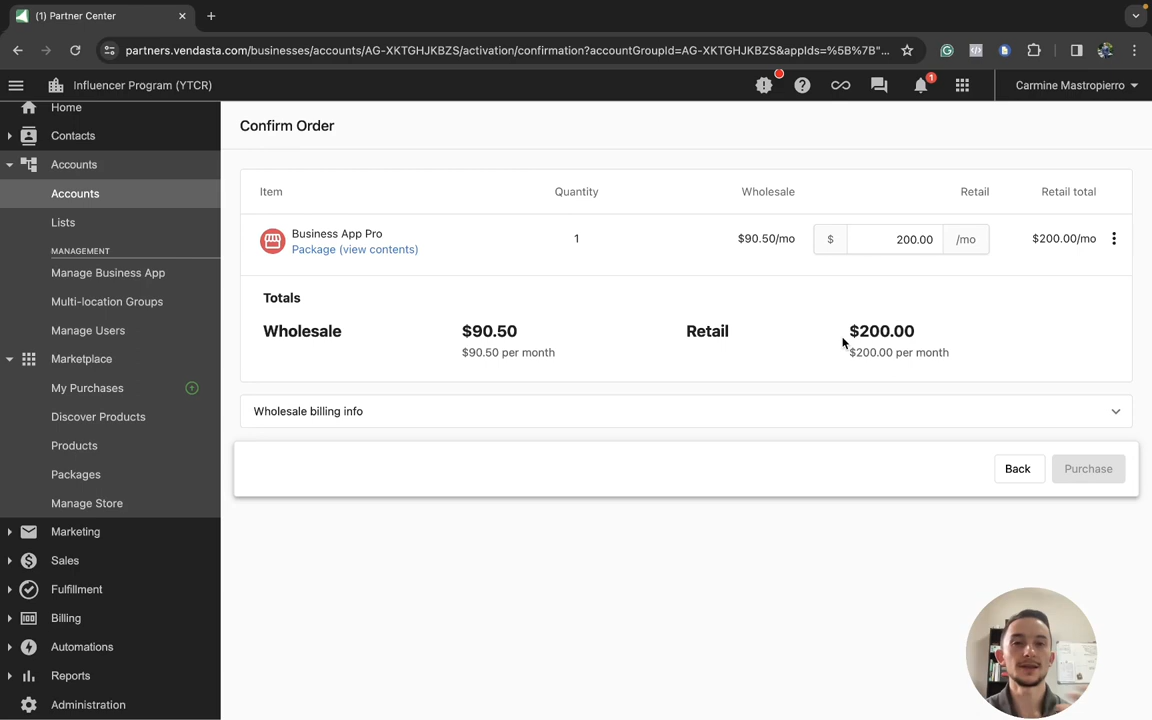 (1) Partner Center
partners.vendasta.com/businesses/accounts/AG-XKTGHJKBZS/activation/confirmation?accountGroupId=AG-XKTGHJKBZS&appIds=%5B%7B"...
Influencer Program (YTCR)
1
Carmine Mastropierro
Home
Contacts
Accounts
Accounts
Lists
MANAGEMENT
Manage Business App
Multi-location Groups
Manage Users
Marketplace
My Purchases
Discover Products
Products
Packages
Manage Store
Marketing
Sales
Fulfillment
Billing
Automations
Reports
Administration
Confirm Order
Item Quantity Wholesale Retail Retail total
Business App Pro
Package (view contents)
1 $90.50/mo $ 200.00 /mo $200.00/mo
Totals
Wholesale $90.50 Retail $200.00
$90.50 per month $200.00 per month
Wholesale billing info
Back Purchase